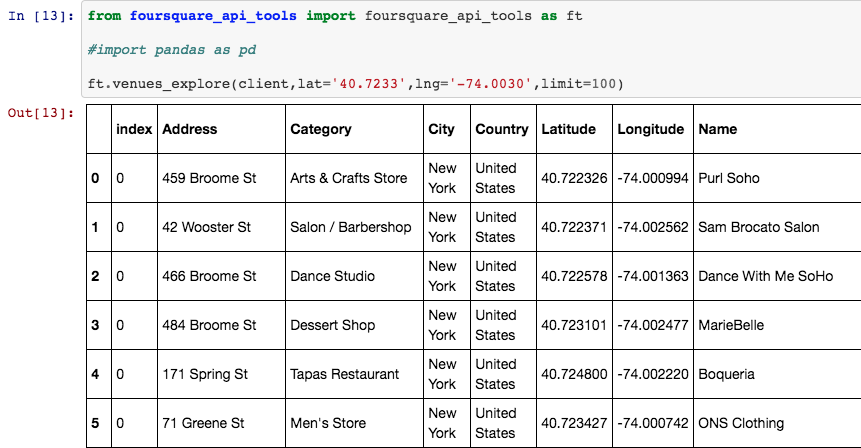 In [13]: from foursquare_api_tools import foursquare_api_tools as ft
#import pandas as pd
ft.venues_explore(client,lat='40.7233',lng='-74.0030',limit=100)
Out[13]:
index Address Category City Country Latitude Longitude Name
0 0 459 Broome St Arts & Crafts Store New York United States 40.722326 -74.000994 Purl Soho
1 0 42 Wooster St Salon / Barbershop New York United States 40.722371 -74.002562 Sam Brocato Salon
2 0 466 Broome St Dance Studio New York United States 40.722578 -74.001363 Dance With Me SoHo
3 0 484 Broome St Dessert Shop New York United States 40.723101 -74.002477 MarieBelle
4 0 171 Spring St Tapas Restaurant New York United States 40.724800 -74.002220 Boqueria
5 0 71 Greene St Men's Store New York United States 40.723427 -74.000742 ONS Clothing